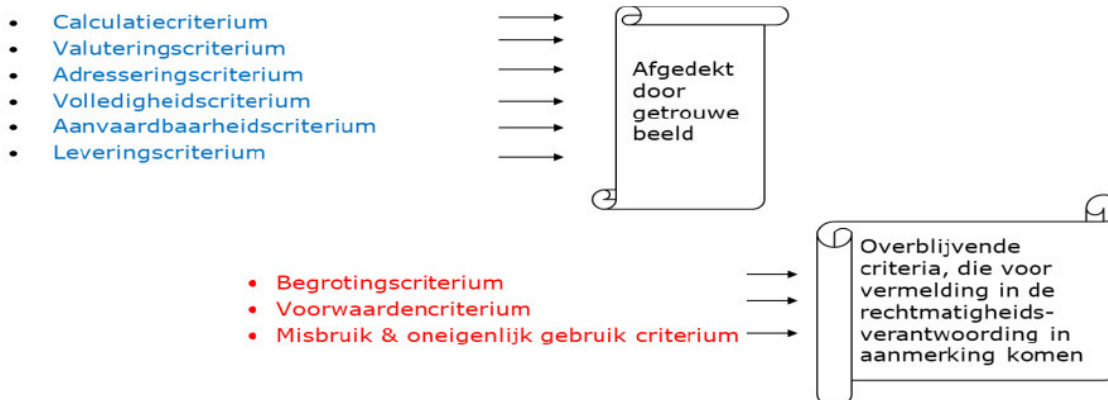 • Calculatiecriterium
• Valuteringscriterium
• Adresseringscriterium
• Volledigheidscriterium
• Aanvaardbaarheidscriterium
• Leveringscriterium
Afgedekt
door
getrouwe
beeld
• Begrotingscriterium
• Voorwaardencriterium
• Misbruik & oneigenlijk gebruik criterium
Overblijvende
criteria, die voor
vermelding in de
rechtmatigheids-
verantwoording in
aanmerking komen